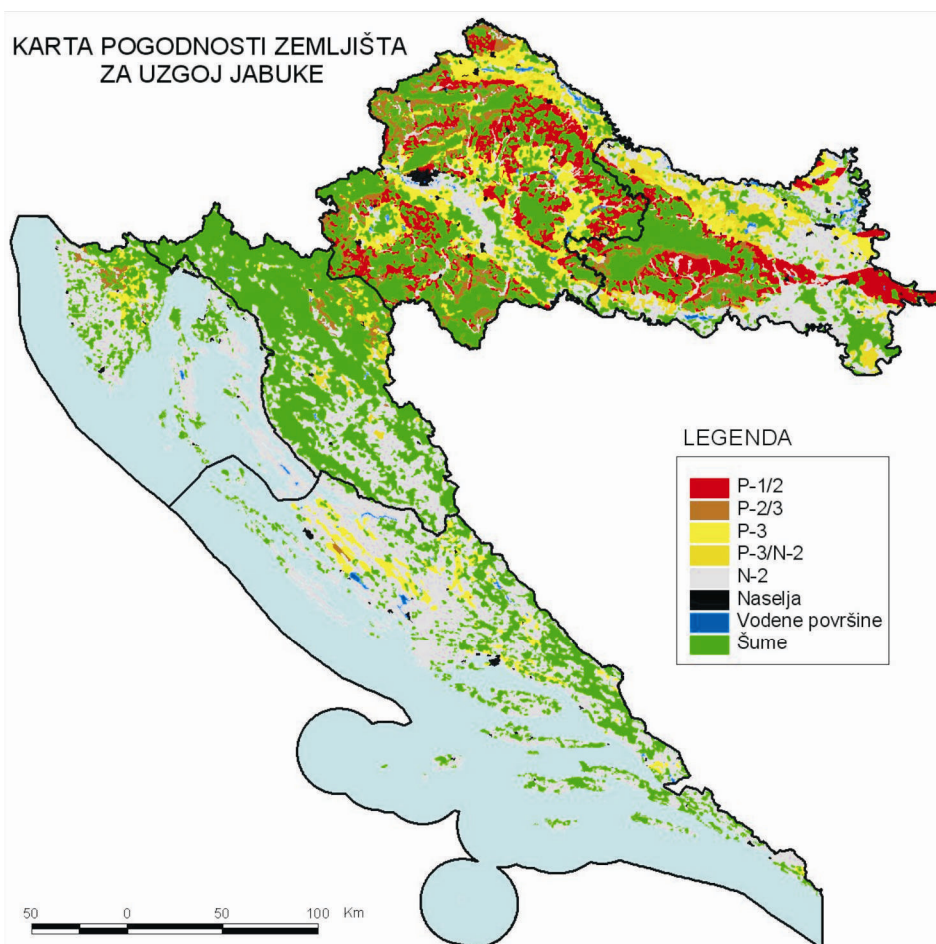 KARTA POGODNOSTI ZEMLJIŠTA
ZA UZGOJ JABUKE
LEGENDA
P-1/2
P-2/3
P-3
P-3/N-2
N-2
Naselja
Vodene površine
Šume
50 0 50 100 Km